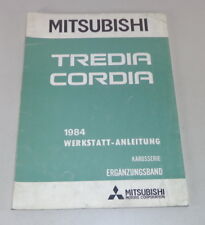 MITSUBISHI
TREDIA
CORDIA
1984
WERKSTATT-ANLEITUNG
KAROSSERIE
ERGÄNZUNGSBAND
MITSUBISHI
MOTORS CORPORATION